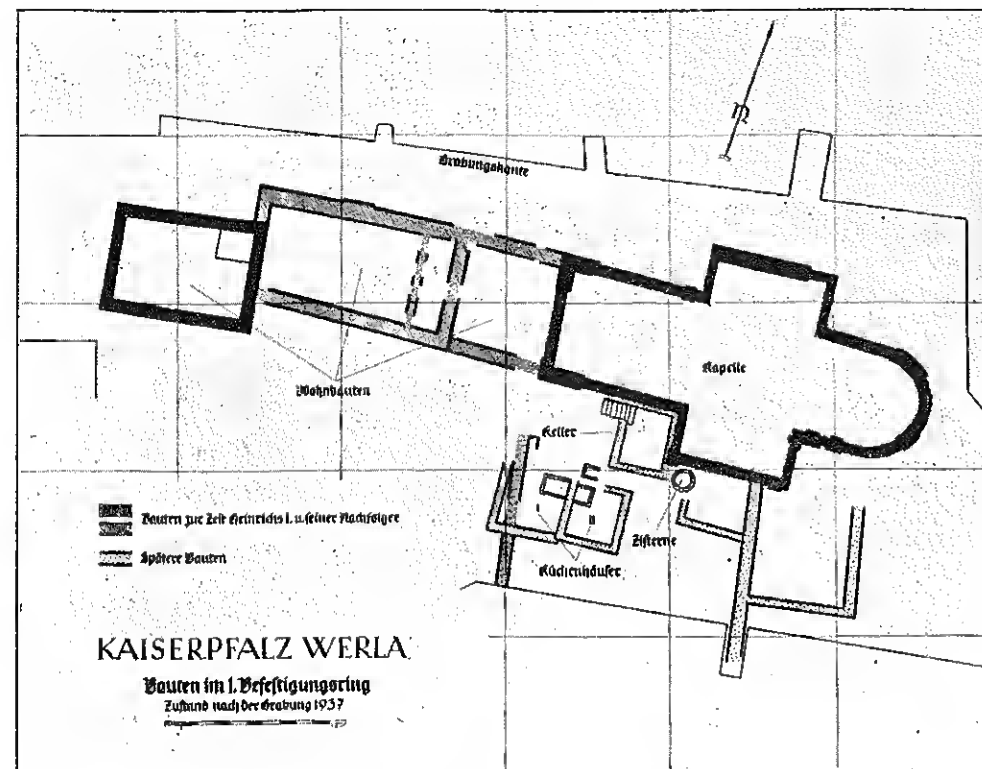 N
Grabungskante
Wohnbauten
Kapelle
Keller
I
II
Zisterne
Küchenhäuser
Bauten zur Zeit Heinrichs I. u. seiner Nachfolger
Spätere Bauten
KAISERPFALZ WERLA
Bauten im 1. Befestigungsring
Zustand nach der Grabung 1937